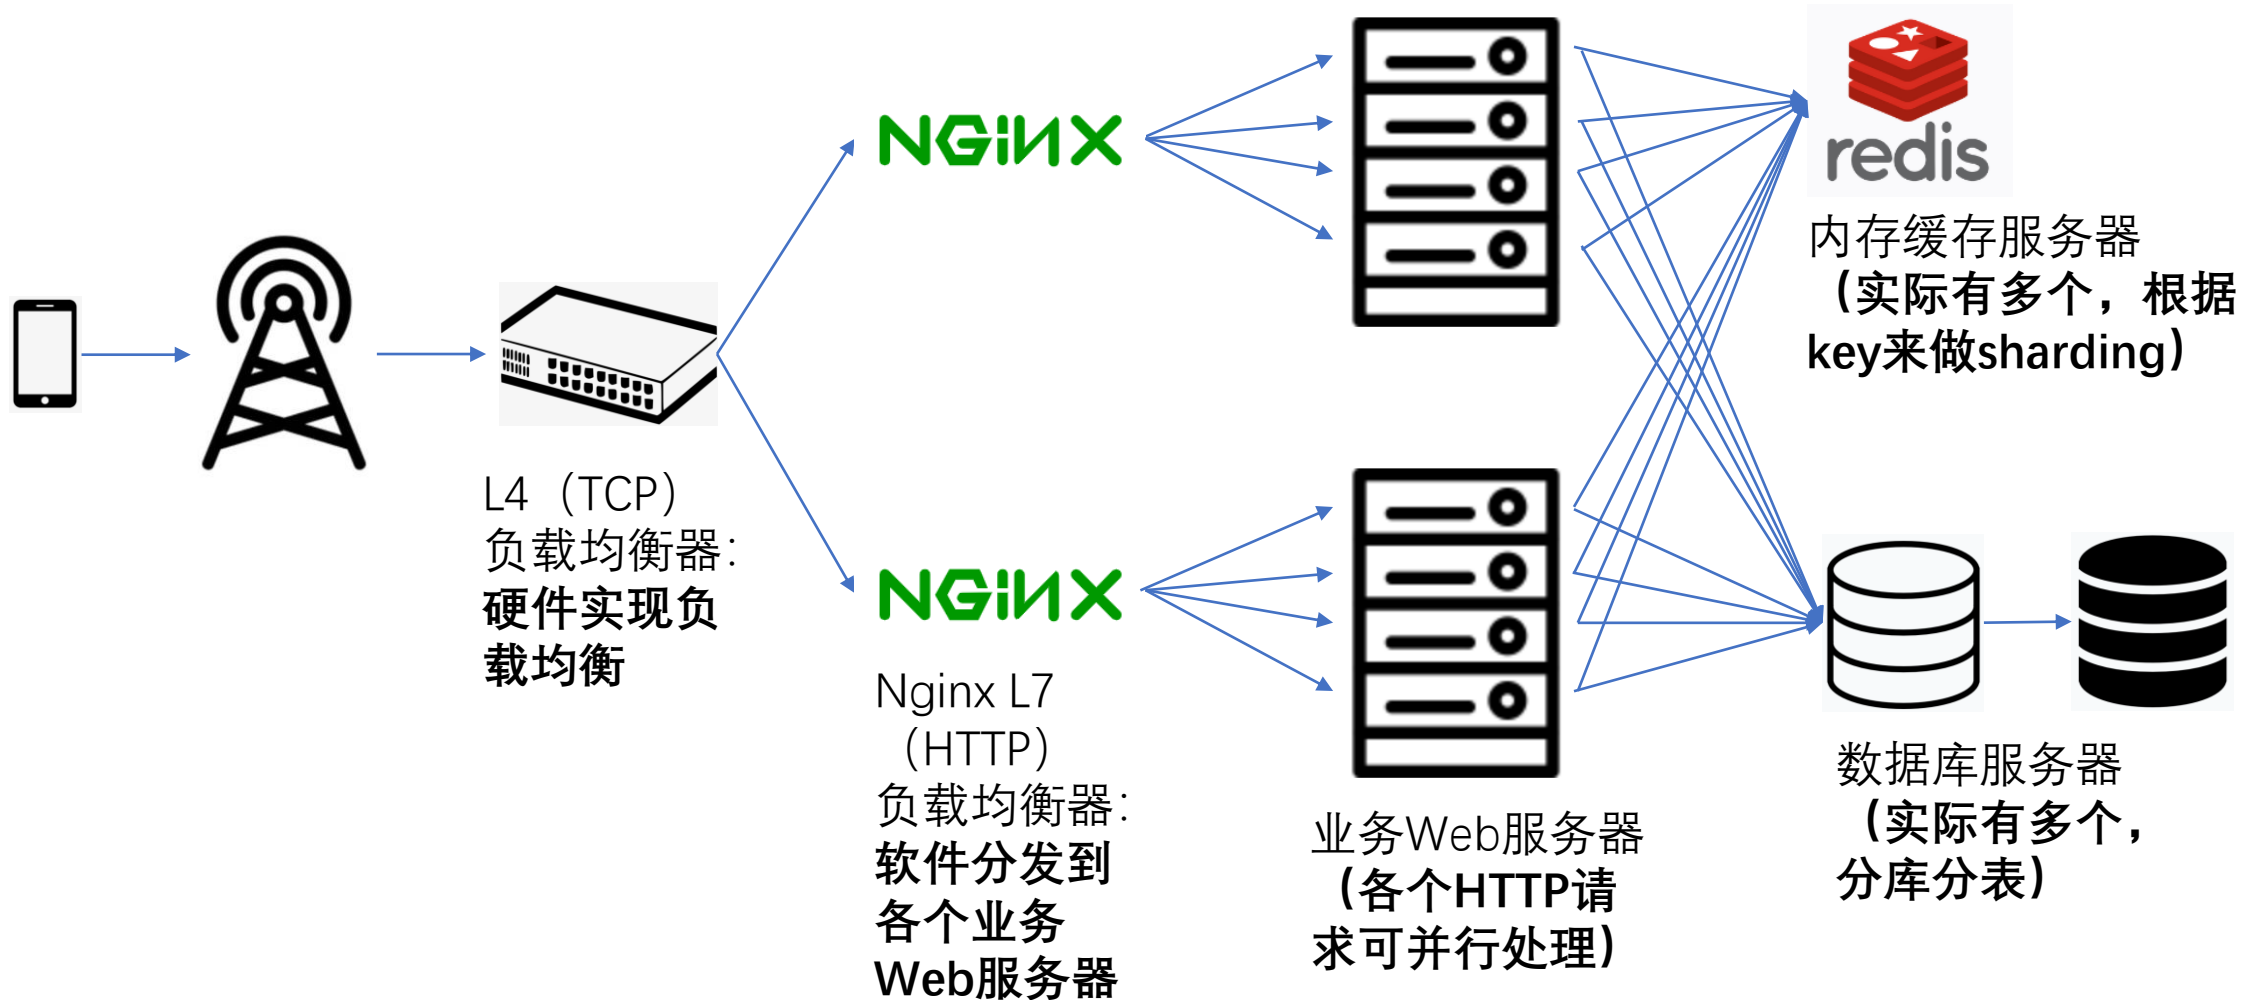 NGINX
redis
内存缓存服务器
（实际有多个，根据
key来做sharding）
L4（TCP）
负载均衡器：
硬件实现负
载均衡
NGINX
Nginx L7
（HTTP）
负载均衡器：
软件分发到
各个业务
Web服务器
业务Web服务器
（各个HTTP请
求可并行处理）
数据库服务器
（实际有多个，
分库分表）